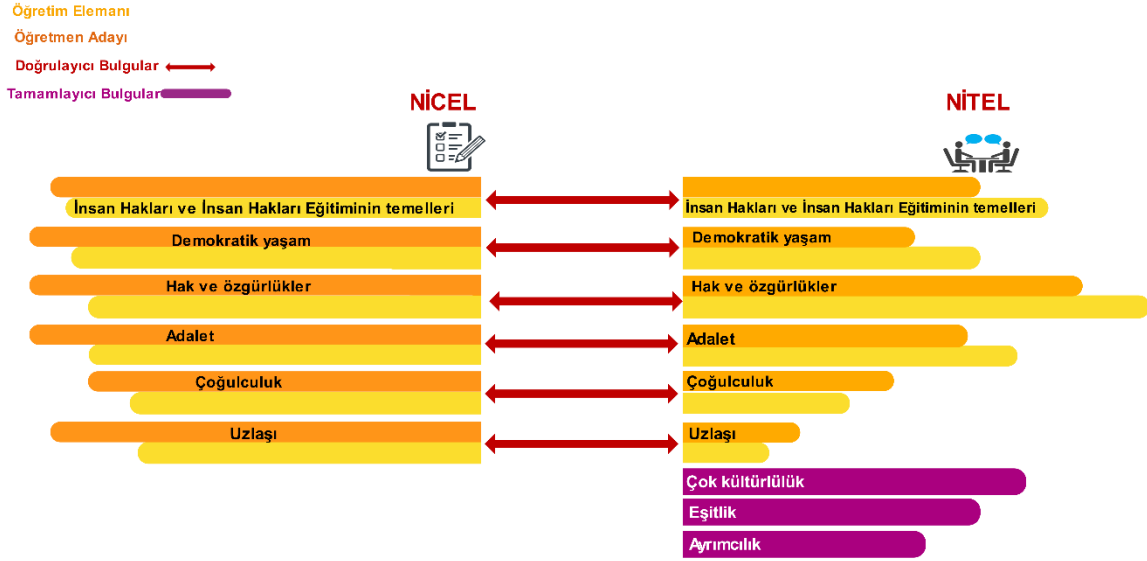 Öğretim Elemanı
Öğretmen Adayı
Doğrulayıcı Bulgular
Tamamlayıcı Bulgular
NİCEL
NİTEL
İnsan Hakları ve İnsan Hakları Eğitiminin temelleri
İnsan Hakları ve İnsan Hakları Eğitiminin temelleri
Demokratik yaşam
Demokratik yaşam
Hak ve özgürlükler
Hak ve özgürlükler
Adalet
Adalet
Çoğulculuk
Çoğulculuk
Uzlaşı
Uzlaşı
Çok kültürlülük
Eşitlik
Ayrımcılık